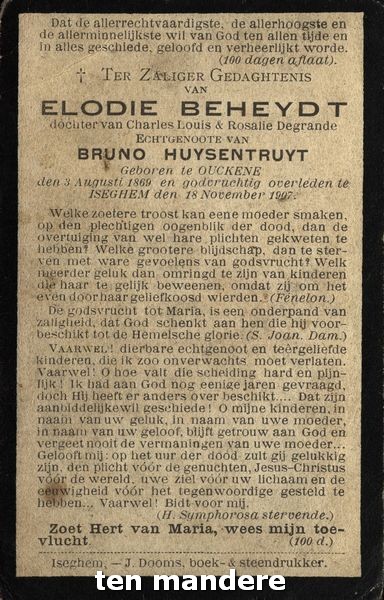 Dat de allerrechtvaardigste, de allerhoogste en
de allerminnelijkste wil van God ten allen tijde en
in alles geschiede, geloofd en verheerlijkt worde.
(100 dagen aflaat).
† TER ZALIGER GEDACHTENIS
VAN
ELODIE BEHEYDT
dochter van Charles Louis & Rosalie Degrande
ECHTGENOOTE VAN
BRUNO HUYSENTRUYT
Geboren te OUCKENE
den 3 Augusti 1869 en godvruchtig overleden te
ISEGHEM den 18 November 1907.
Welke zoetere troost kan eene moeder smaken,
op den plechtigen oogenblik der dood, dan de
overtuiging van wel hare plichten gekweten te
hebben? Welke grootere blijdschap, dan te ster-
ven met ware gevoelens van godsvrucht? Welk
meerder geluk dan omringd te zijn van kinderen
die haar te gelijk beweenen, omdat zij om het
even door haar geliefkoosd wierden. (Fénelon.)
De godsvrucht tot Maria, is een onderpand van
zaligheid, dat God schenkt aan hen die hij voor-
beschikt tot de Hemelsche glorie. (S. Joan. Dam.)
VAARWEL! dierbare echtgenoot en teêrgeliefde
kinderen, die ik zoo onverwachts moet verlaten.
Vaarwel! O hoe valt die scheiding hard en pijn-
lijk! Ik had aan God nog eenige jaren gevraagd,
doch Hij heeft er anders over beschikt.... Dat zijn
aanbiddelijke wil geschiede! O mijne kinderen, in
naam van uw geluk, in naam van uwe moeder,
in naam van uw geloof, blijft getrouw aan God en
vergeet nooit de vermaningen van uwe moeder...
Gelooft mij: op het uur der dood zult gij gelukkig
zijn, den plicht vóór de genuchten, Jesus-Christus
vóór de wereld, uwe ziel vóór uw lichaam en de
eeuwigheid vóór het tegenwoordige gesteld te
hebben... Vaarwel! Bidt voor mij.
(H. Symphorosa stervende.)
Zoet Hert van Maria, wees mijn toe-
vlucht. (100 d.)
Iseghem, — J. Dooms, boek- & steendrukker.
ten mandere